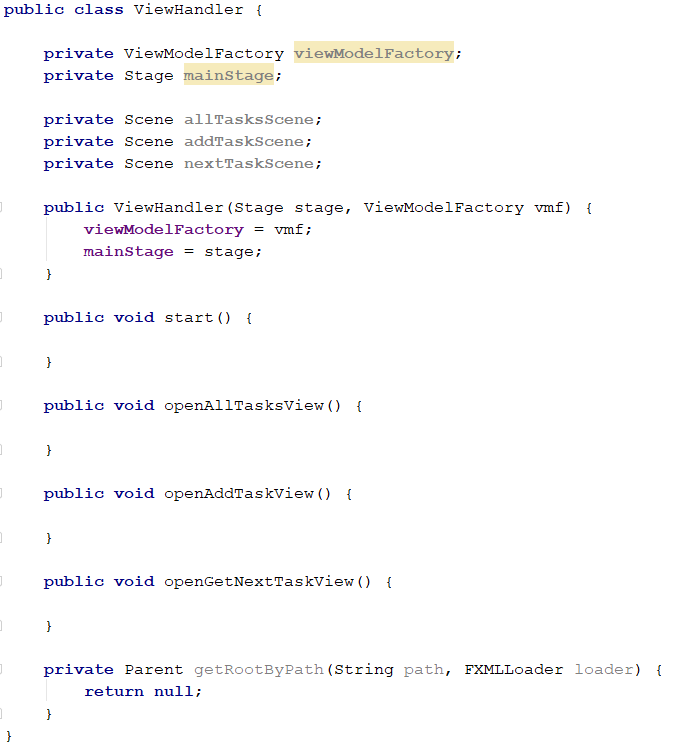 public class ViewHandler {
private ViewModelFactory viewModelFactory;
private Stage mainStage;
private Scene allTasksScene;
private Scene addTaskScene;
private Scene nextTaskScene;
public ViewHandler(Stage stage, ViewModelFactory vmf) {
viewModelFactory = vmf;
mainStage = stage;
}
public void start() {
}
public void openAllTasksView() {
}
public void openAddTaskView() {
}
public void openGetNextTaskView() {
}
private Parent getRootByPath(String path, FXMLLoader loader) {
return null;
}
}